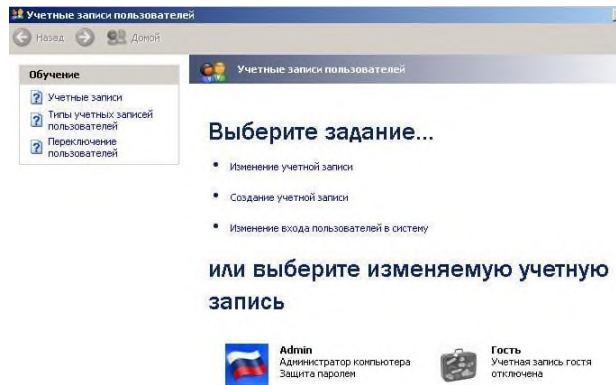 Учетные записи пользователей
Назад
Домой
Обучение
Учетные записи
Типы учетных записей
пользователей
Переключение
пользователей
Учетные записи пользователей
Выберите задание...
Изменение учетной записи
Создание учетной записи
Изменение входа пользователей в систему
или выберите изменяемую учетную
запись
Admin
Администратор компьютера
Защита паролем
Гость
Учетная запись гостя
отключена